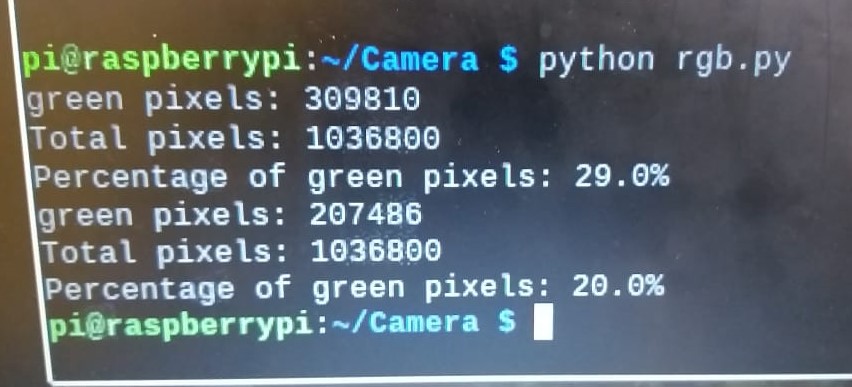 pi@raspberrypi:~/Camera $ python rgb.py
green pixels: 309810
Total pixels: 1036800
Percentage of green pixels: 29.0%
green pixels: 207486
Total pixels: 1036800
Percentage of green pixels: 20.0%
pi@raspberrypi:~/Camera $